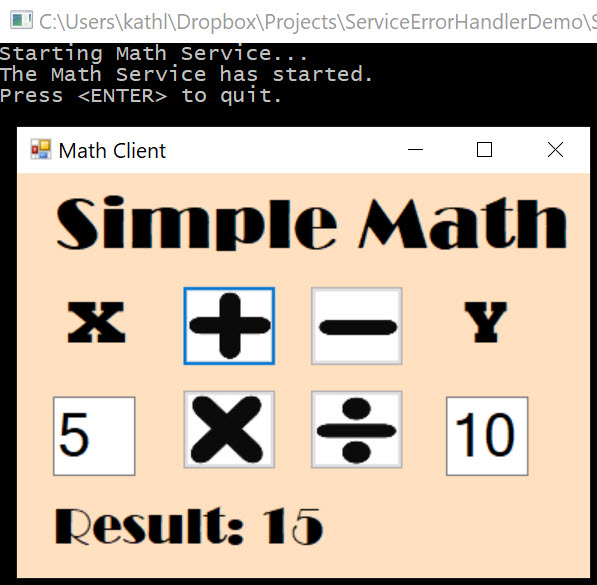 C:\Users\kathl\Dropbox\Projects\ServiceErrorHandlerDemo\S
Starting Math Service...
The Math Service has started.
Press <ENTER> to quit.
Math Client
Simple Math
X + − Y
5 × ÷ 10
Result: 15